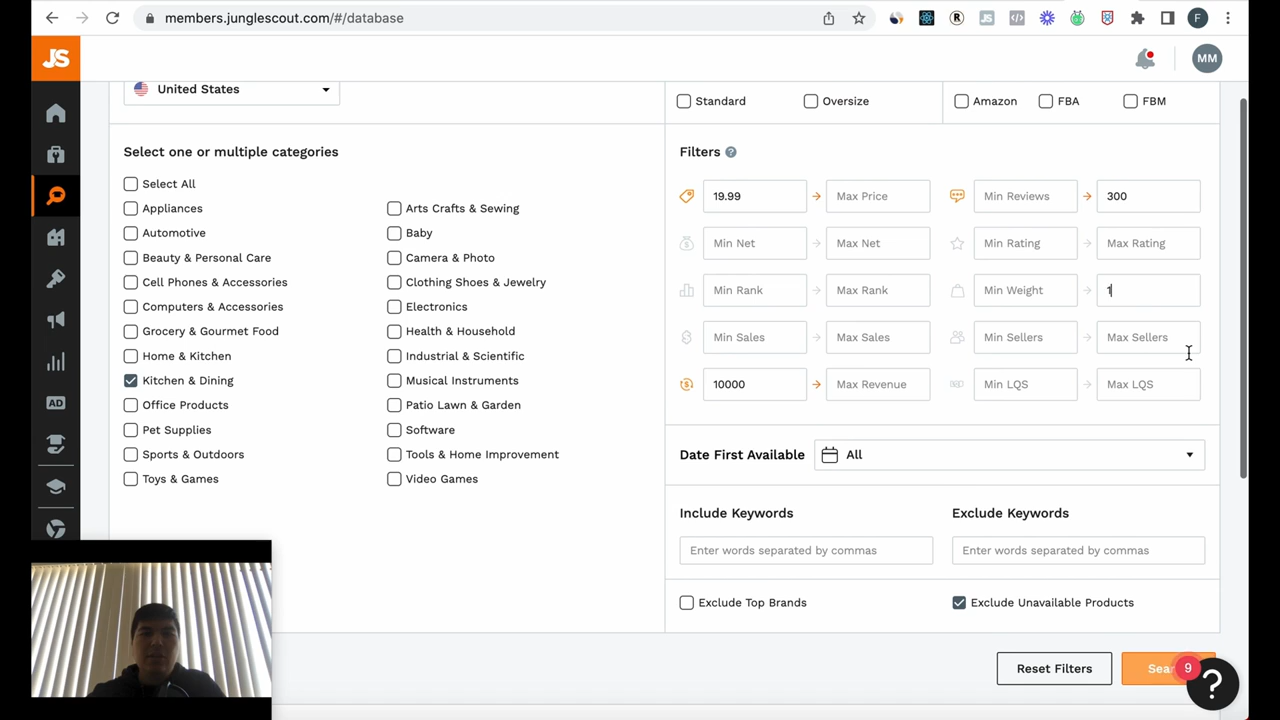 members.junglescout.com/#/database
F
JS
MM
United States
Standard
Oversize
Amazon
FBA
FBM
Select one or multiple categories
Select All
Appliances
Arts Crafts & Sewing
Automotive
Baby
Beauty & Personal Care
Camera & Photo
Cell Phones & Accessories
Clothing Shoes & Jewelry
Computers & Accessories
Electronics
Grocery & Gourmet Food
Health & Household
Home & Kitchen
Industrial & Scientific
Kitchen & Dining
Musical Instruments
Office Products
Patio Lawn & Garden
Pet Supplies
Software
Sports & Outdoors
Tools & Home Improvement
Toys & Games
Video Games
Filters ?
19.99
Max Price
Min Reviews
300
Min Net
Max Net
Min Rating
Max Rating
Min Rank
Max Rank
Min Weight
1
Min Sales
Max Sales
Min Sellers
Max Sellers
10000
Max Revenue
Min LQS
Max LQS
Date First Available
All
Include Keywords
Exclude Keywords
Enter words separated by commas
Enter words separated by commas
Exclude Top Brands
Exclude Unavailable Products
AD
Reset Filters
Sea
9
?